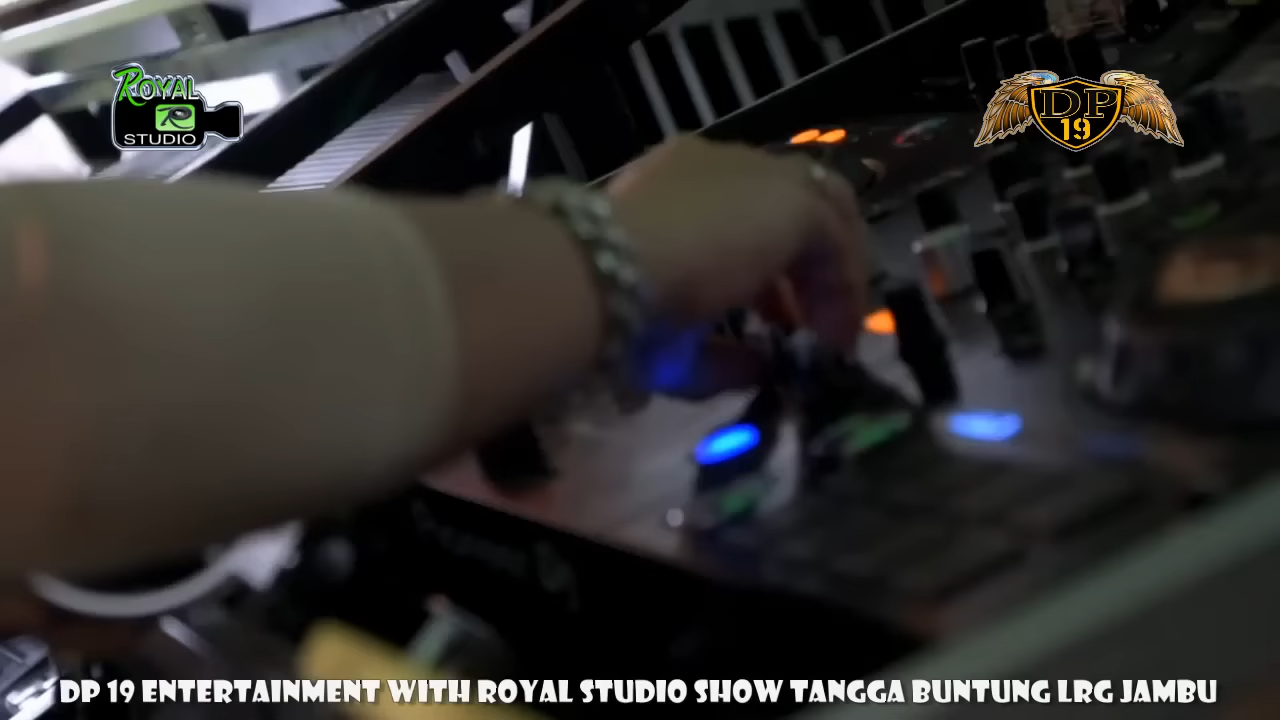 ROYAL
R
STUDIO
DP
19
DP 19 ENTERTAINMENT WITH ROYAL STUDIO SHOW TANGGA BUNTUNG LRG JAMBU